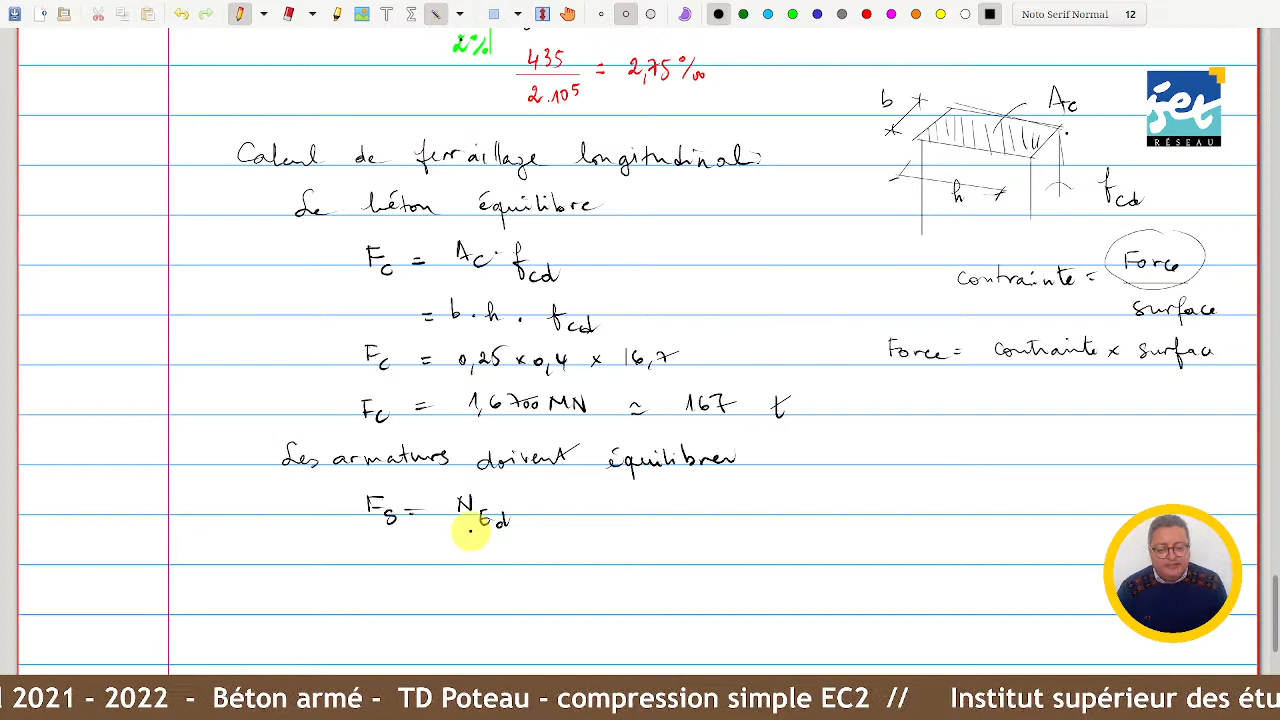 Noto Serif Normal 12
2%
435
2.10⁵ = 2,75 ‰
iset
RÉSEAU
b
Ac
h
fcd
Calcul de ferraillage longitudinal:
Le béton équilibre
Fc = Ac . fcd
= b . h . fcd
Fc = 0,25 x 0,4 x 16,7
Fc = 1,6700 MN ≃ 167 t
contrainte = Force
surface
Force = contrainte x surface
Les armatures doivent équilibrer
Fs = NEd
2021 - 2022 - Béton armé - TD Poteau - compression simple EC2 // Institut supérieur des étu